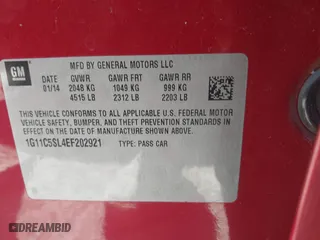 GM
MFD BY GENERAL MOTORS LLC
DATE GVWR GAWR FRT GAWR RR
01/14 2048 KG 1049 KG 999 KG
4515 LB 2312 LB 2203 LB
THIS VEHICLE CONFORMS TO ALL APPLICABLE U.S. FEDERAL MOTOR
VEHICLE SAFETY, BUMPER, AND THEFT PREVENTION STANDARDS IN
EFFECT ON THE DATE OF MANUFACTURE SHOWN ABOVE.
1G11C5SL4EF202921 TYPE: PASS CAR